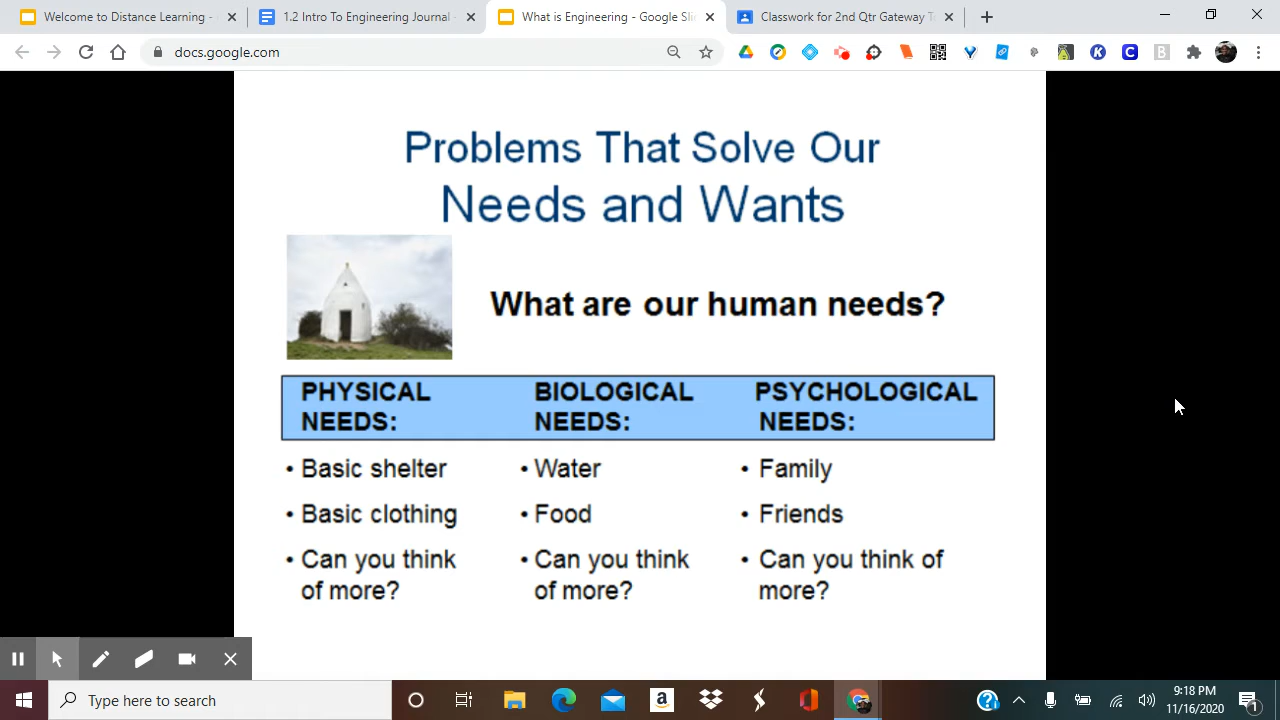 Welcome to Distance Learning -
1.2 Intro To Engineering Journal -
What is Engineering - Google Sli
Classwork for 2nd Qtr Gateway T
docs.google.com
Problems That Solve Our
Needs and Wants
What are our human needs?
PHYSICAL NEEDS:
• Basic shelter
• Basic clothing
• Can you think
of more?
BIOLOGICAL NEEDS:
• Water
• Food
• Can you think
of more?
PSYCHOLOGICAL NEEDS:
• Family
• Friends
• Can you think of
more?
Type here to search
9:18 PM
11/16/2020